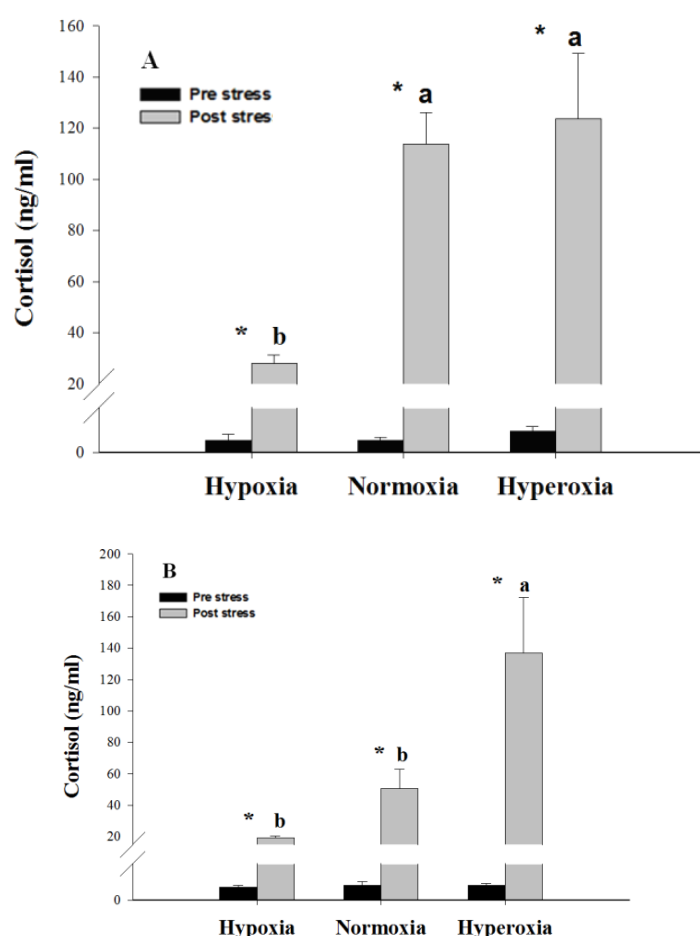 160
A
* a
Pre stress
140
* a
Post stres
120
100
Cortisol (ng/ml)
80
60
40
* b
20
0
Hypoxia Normoxia Hyperoxia
200
B
* a
180
Pre stress
160
Post stress
140
120
Cortisol (ng/ml)
100
80
60
* b
40
* b
20
0
Hypoxia Normoxia Hyperoxia